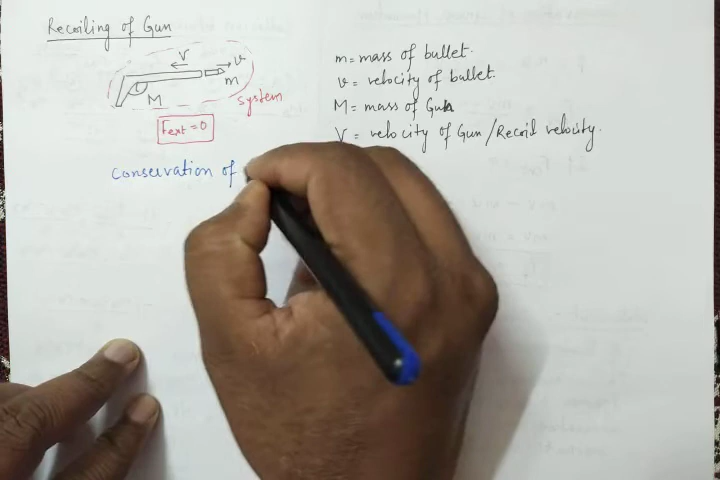 Recoiling of Gun
V
v
m
M
system
Fext = 0
m = mass of bullet.
v = velocity of bullet.
M = mass of Gun
V = velocity of Gun / Recoil velocity.
conservation of